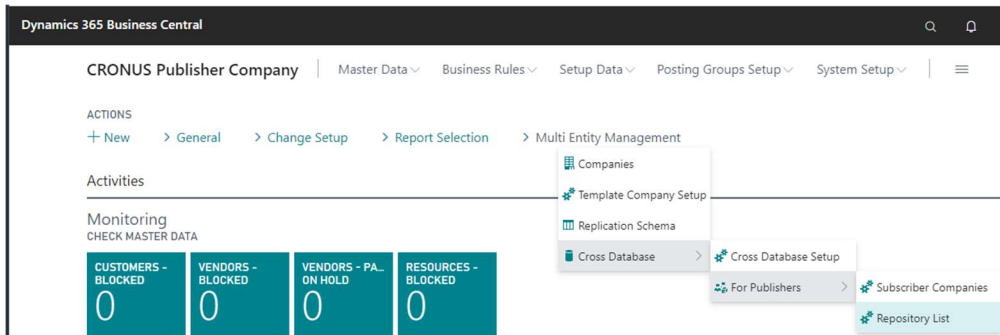 Dynamics 365 Business Central
CRONUS Publisher Company Master Data Business Rules Setup Data Posting Groups Setup System Setup
ACTIONS
+ New > General > Change Setup > Report Selection > Multi Entity Management
Companies
Activities
Template Company Setup
Monitoring
Replication Schema
CHECK MASTER DATA
Cross Database > Cross Database Setup
CUSTOMERS - BLOCKED VENDORS - BLOCKED VENDORS - PA... ON HOLD RESOURCES - BLOCKED
For Publishers > Subscriber Companies
0 0 0 0
Repository List